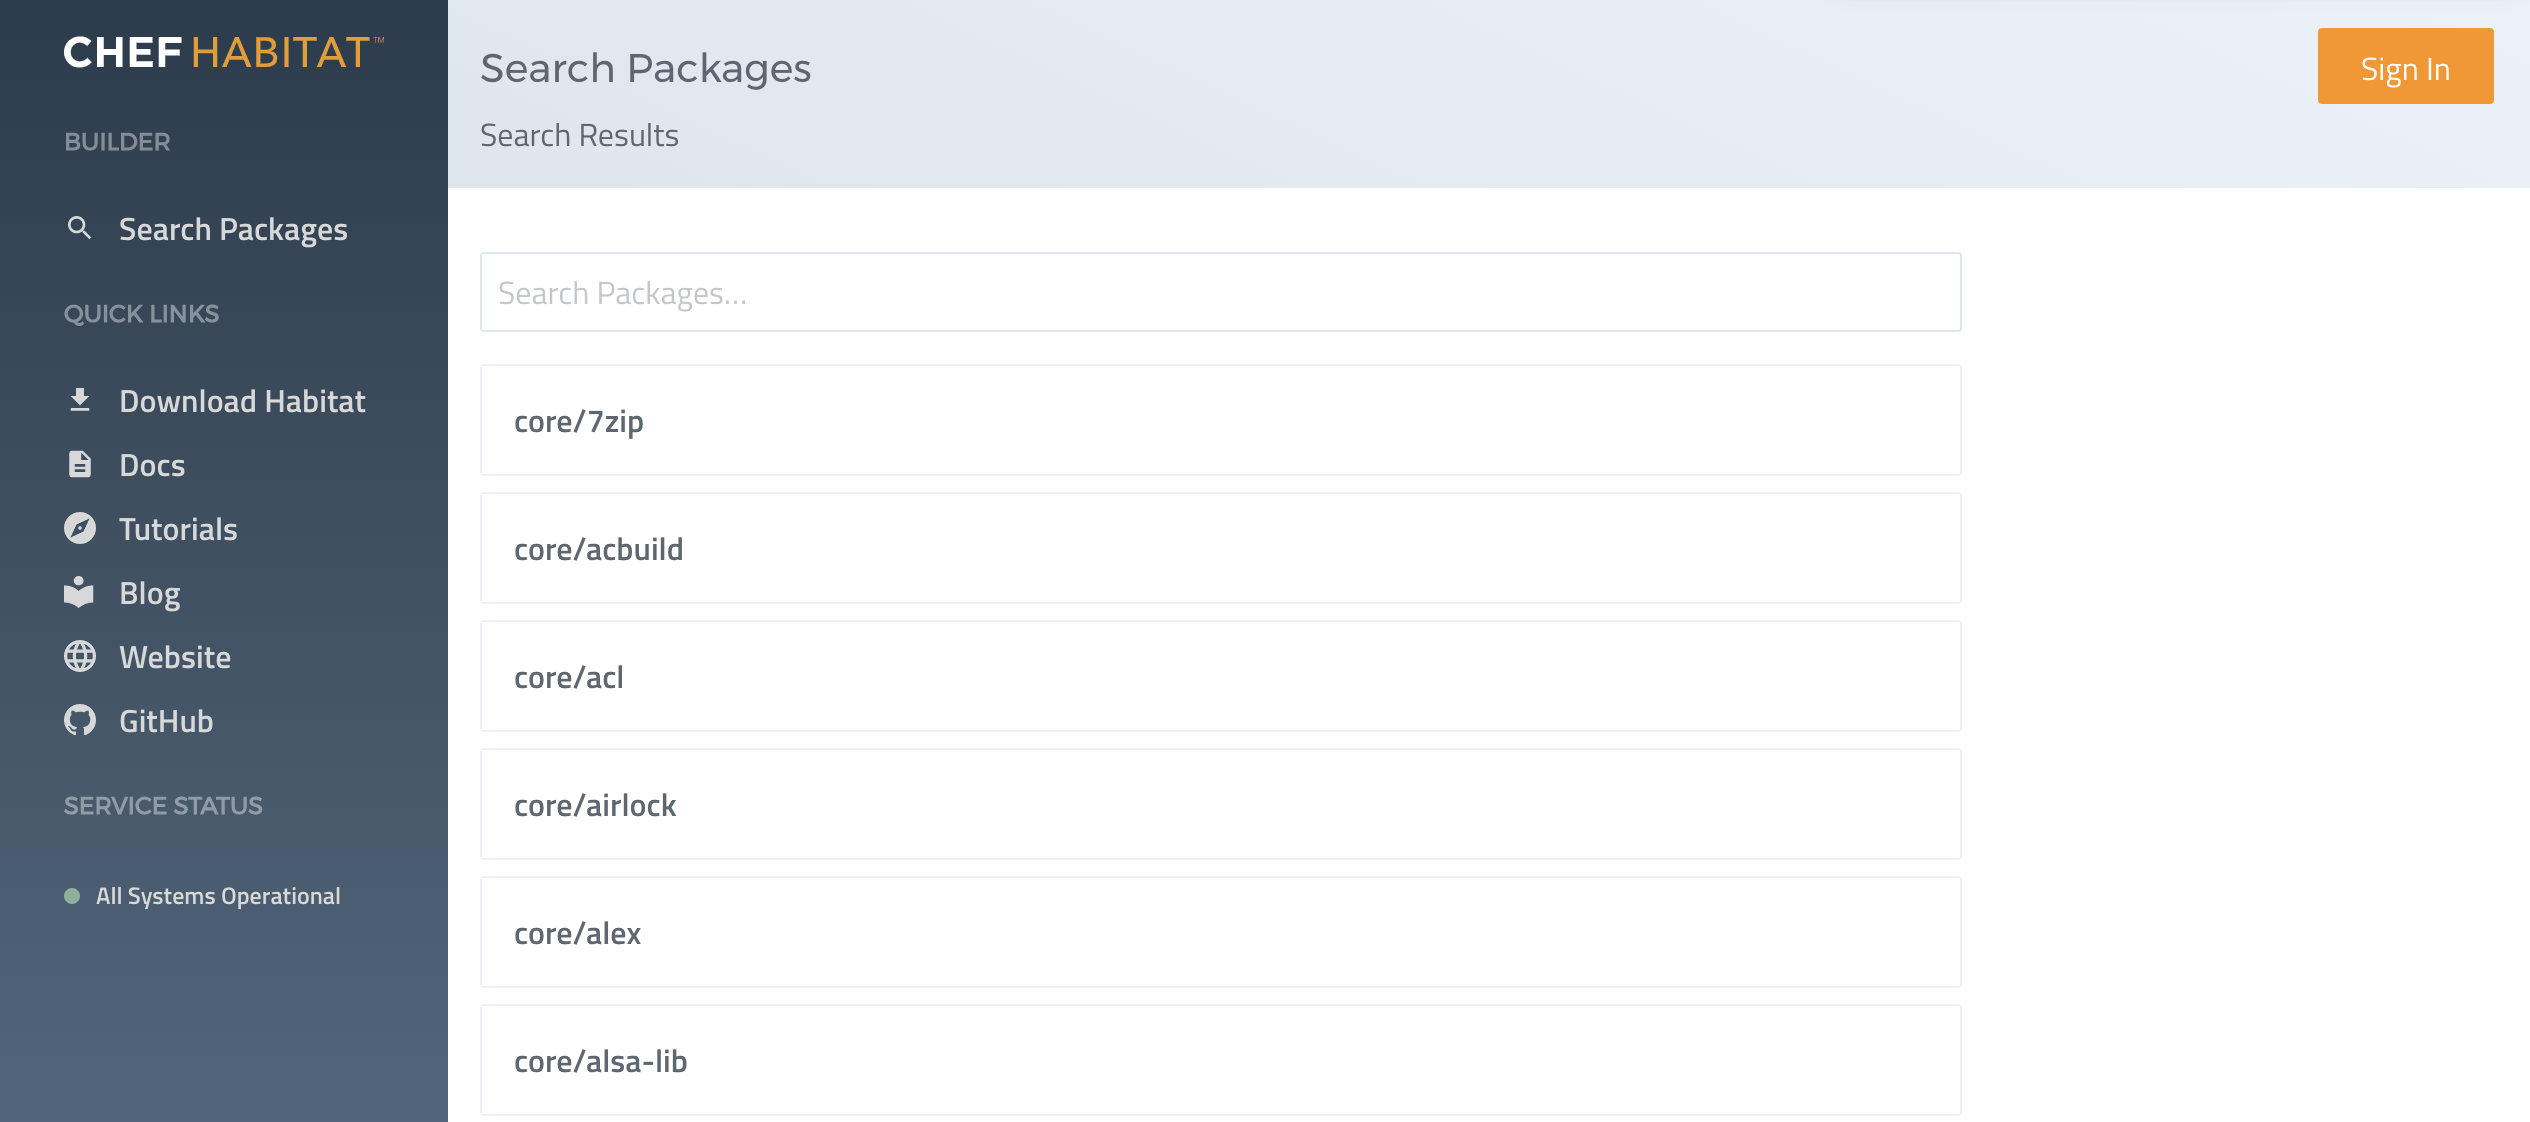 CHEF HABITAT™
BUILDER
Search Packages
QUICK LINKS
Download Habitat
Docs
Tutorials
Blog
Website
GitHub
SERVICE STATUS
All Systems Operational
Search Packages
Search Results
Sign In
Search Packages...
core/7zip
core/acbuild
core/acl
core/airlock
core/alex
core/alsa-lib